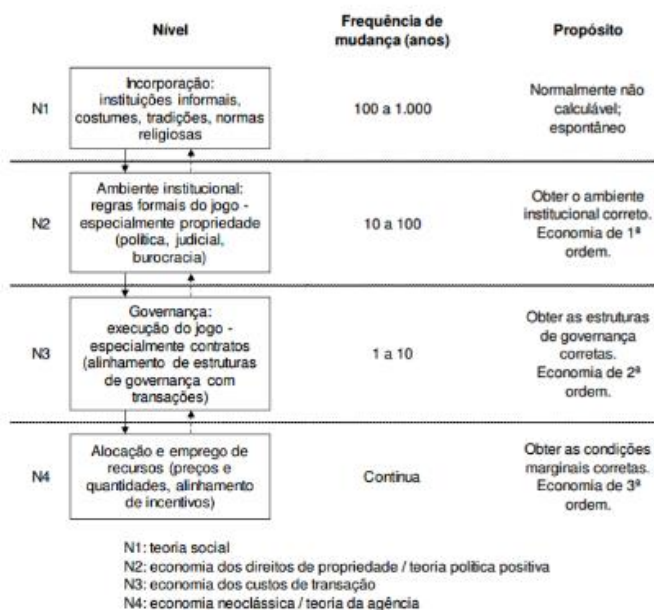 Nível
Frequência de
mudança (anos)
Propósito
N1
Incorporação:
instituições informais,
costumes, tradições, normas
religiosas
100 a 1.000
Normalmente não
calculável;
espontâneo
N2
Ambiente institucional:
regras formais do jogo -
especialmente propriedade
(política, judicial,
burocracia)
10 a 100
Obter o ambiente
institucional correto.
Economia de 1ª
ordem.
N3
Governança:
execução do jogo -
especialmente contratos
(alinhamento de estruturas
de governança com
transações)
1 a 10
Obter as estruturas
de governança
corretas.
Economia de 2ª
ordem.
N4
Alocação e emprego de
recursos (preços e
quantidades, alinhamento
de incentivos)
Contínua
Obter as condições
marginais corretas.
Economia de 3ª
ordem.
N1: teoria social
N2: economia dos direitos de propriedade / teoria política positiva
N3: economia dos custos de transação
N4: economia neoclássica / teoria da agência